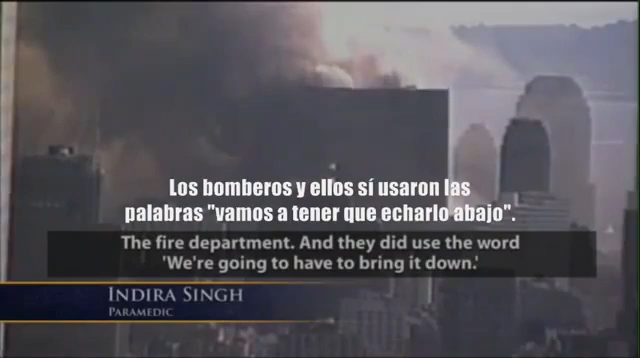 Los bomberos y ellos sí usaron las
palabras "vamos a tener que echarlo abajo".
The fire department. And they did use the word
'We're going to have to bring it down.'
INDIRA SINGH
PARAMEDIC